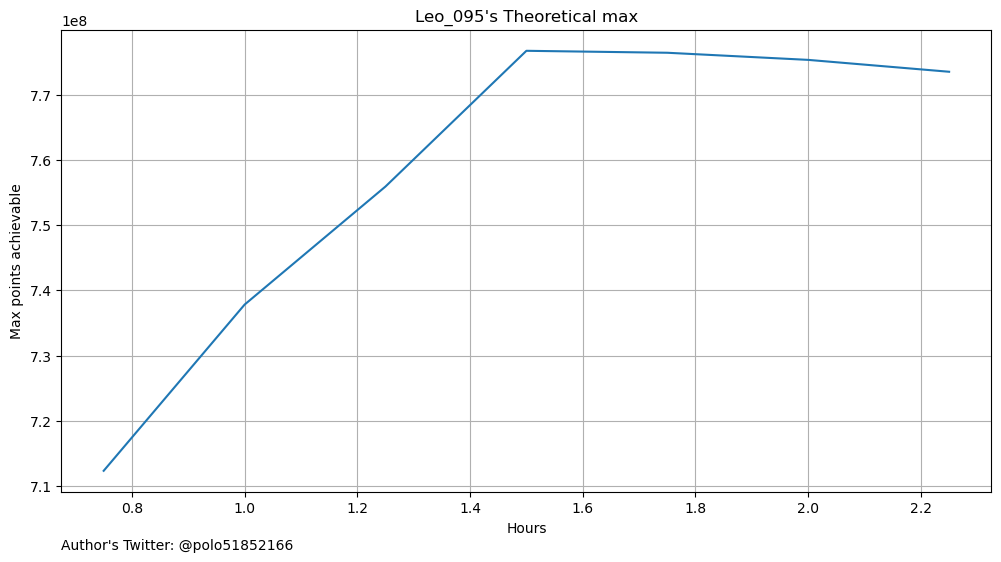 Leo_095's Theoretical max
1e8
7.7
7.6
7.5
7.4
7.3
7.2
7.1
Max points achievable
0.8 1.0 1.2 1.4 1.6 1.8 2.0 2.2
Hours
Author's Twitter: @polo51852166